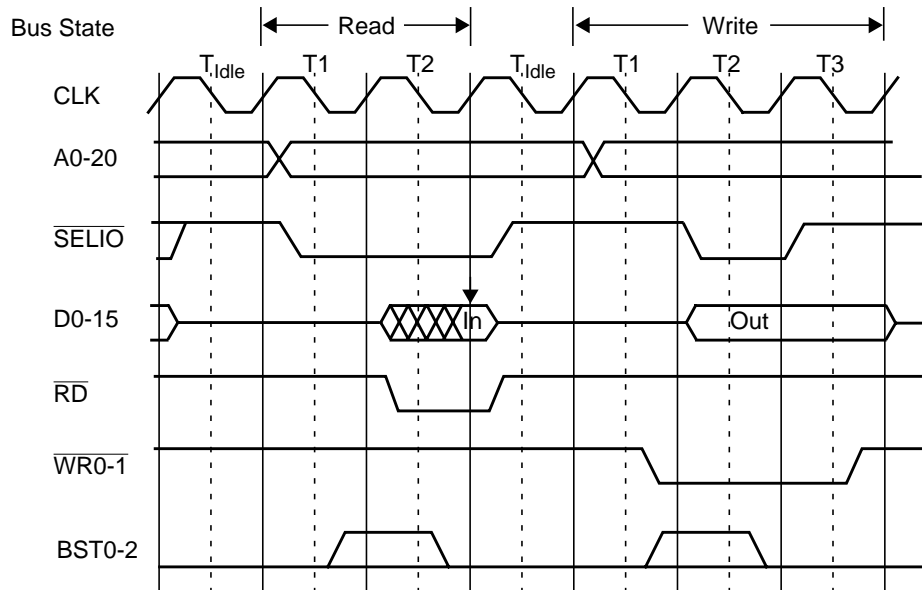 Bus State
Read
Write
TIdle T1 T2 TIdle T1 T2 T3
CLK
A0-20
SELIO
D0-15
In
Out
RD
WR0-1
BST0-2